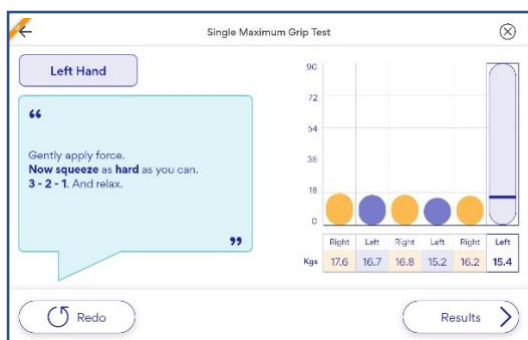 Single Maximum Grip Test
Left Hand
“
Gently apply force.
Now squeeze as hard as you can.
3 - 2 - 1. And relax.
”
90
72
54
36
18
0
Right Left Right Left Right Left
Kgs 17.6 16.7 16.8 15.2 16.2 15.4
Redo
Results